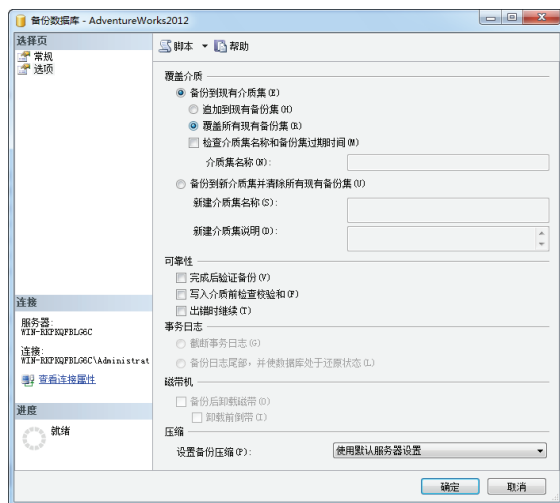 备份数据库 - AdventureWorks2012
选择页
常规
选项
脚本 帮助
覆盖介质
备份到现有介质集(E)
追加到现有备份集(H)
覆盖所有现有备份集(R)
检查介质集名称和备份集过期时间(M)
介质集名称(N):
备份到新介质集并清除所有现有备份集(U)
新建介质集名称(S):
新建介质集说明(D):
可靠性
完成后验证备份(V)
写入介质前检查校验和(F)
出错时继续(T)
事务日志
截断事务日志(G)
备份日志尾部，并使数据库处于还原状态(L)
磁带机
备份后卸载磁带(O)
卸载前倒带(I)
压缩
设置备份压缩(P): 使用默认服务器设置
连接
服务器:
WIN-RKPKQFBLG6C
连接:
WIN-RKPKQFBLG6C\Administrat
查看连接属性
进度
就绪
确定 取消